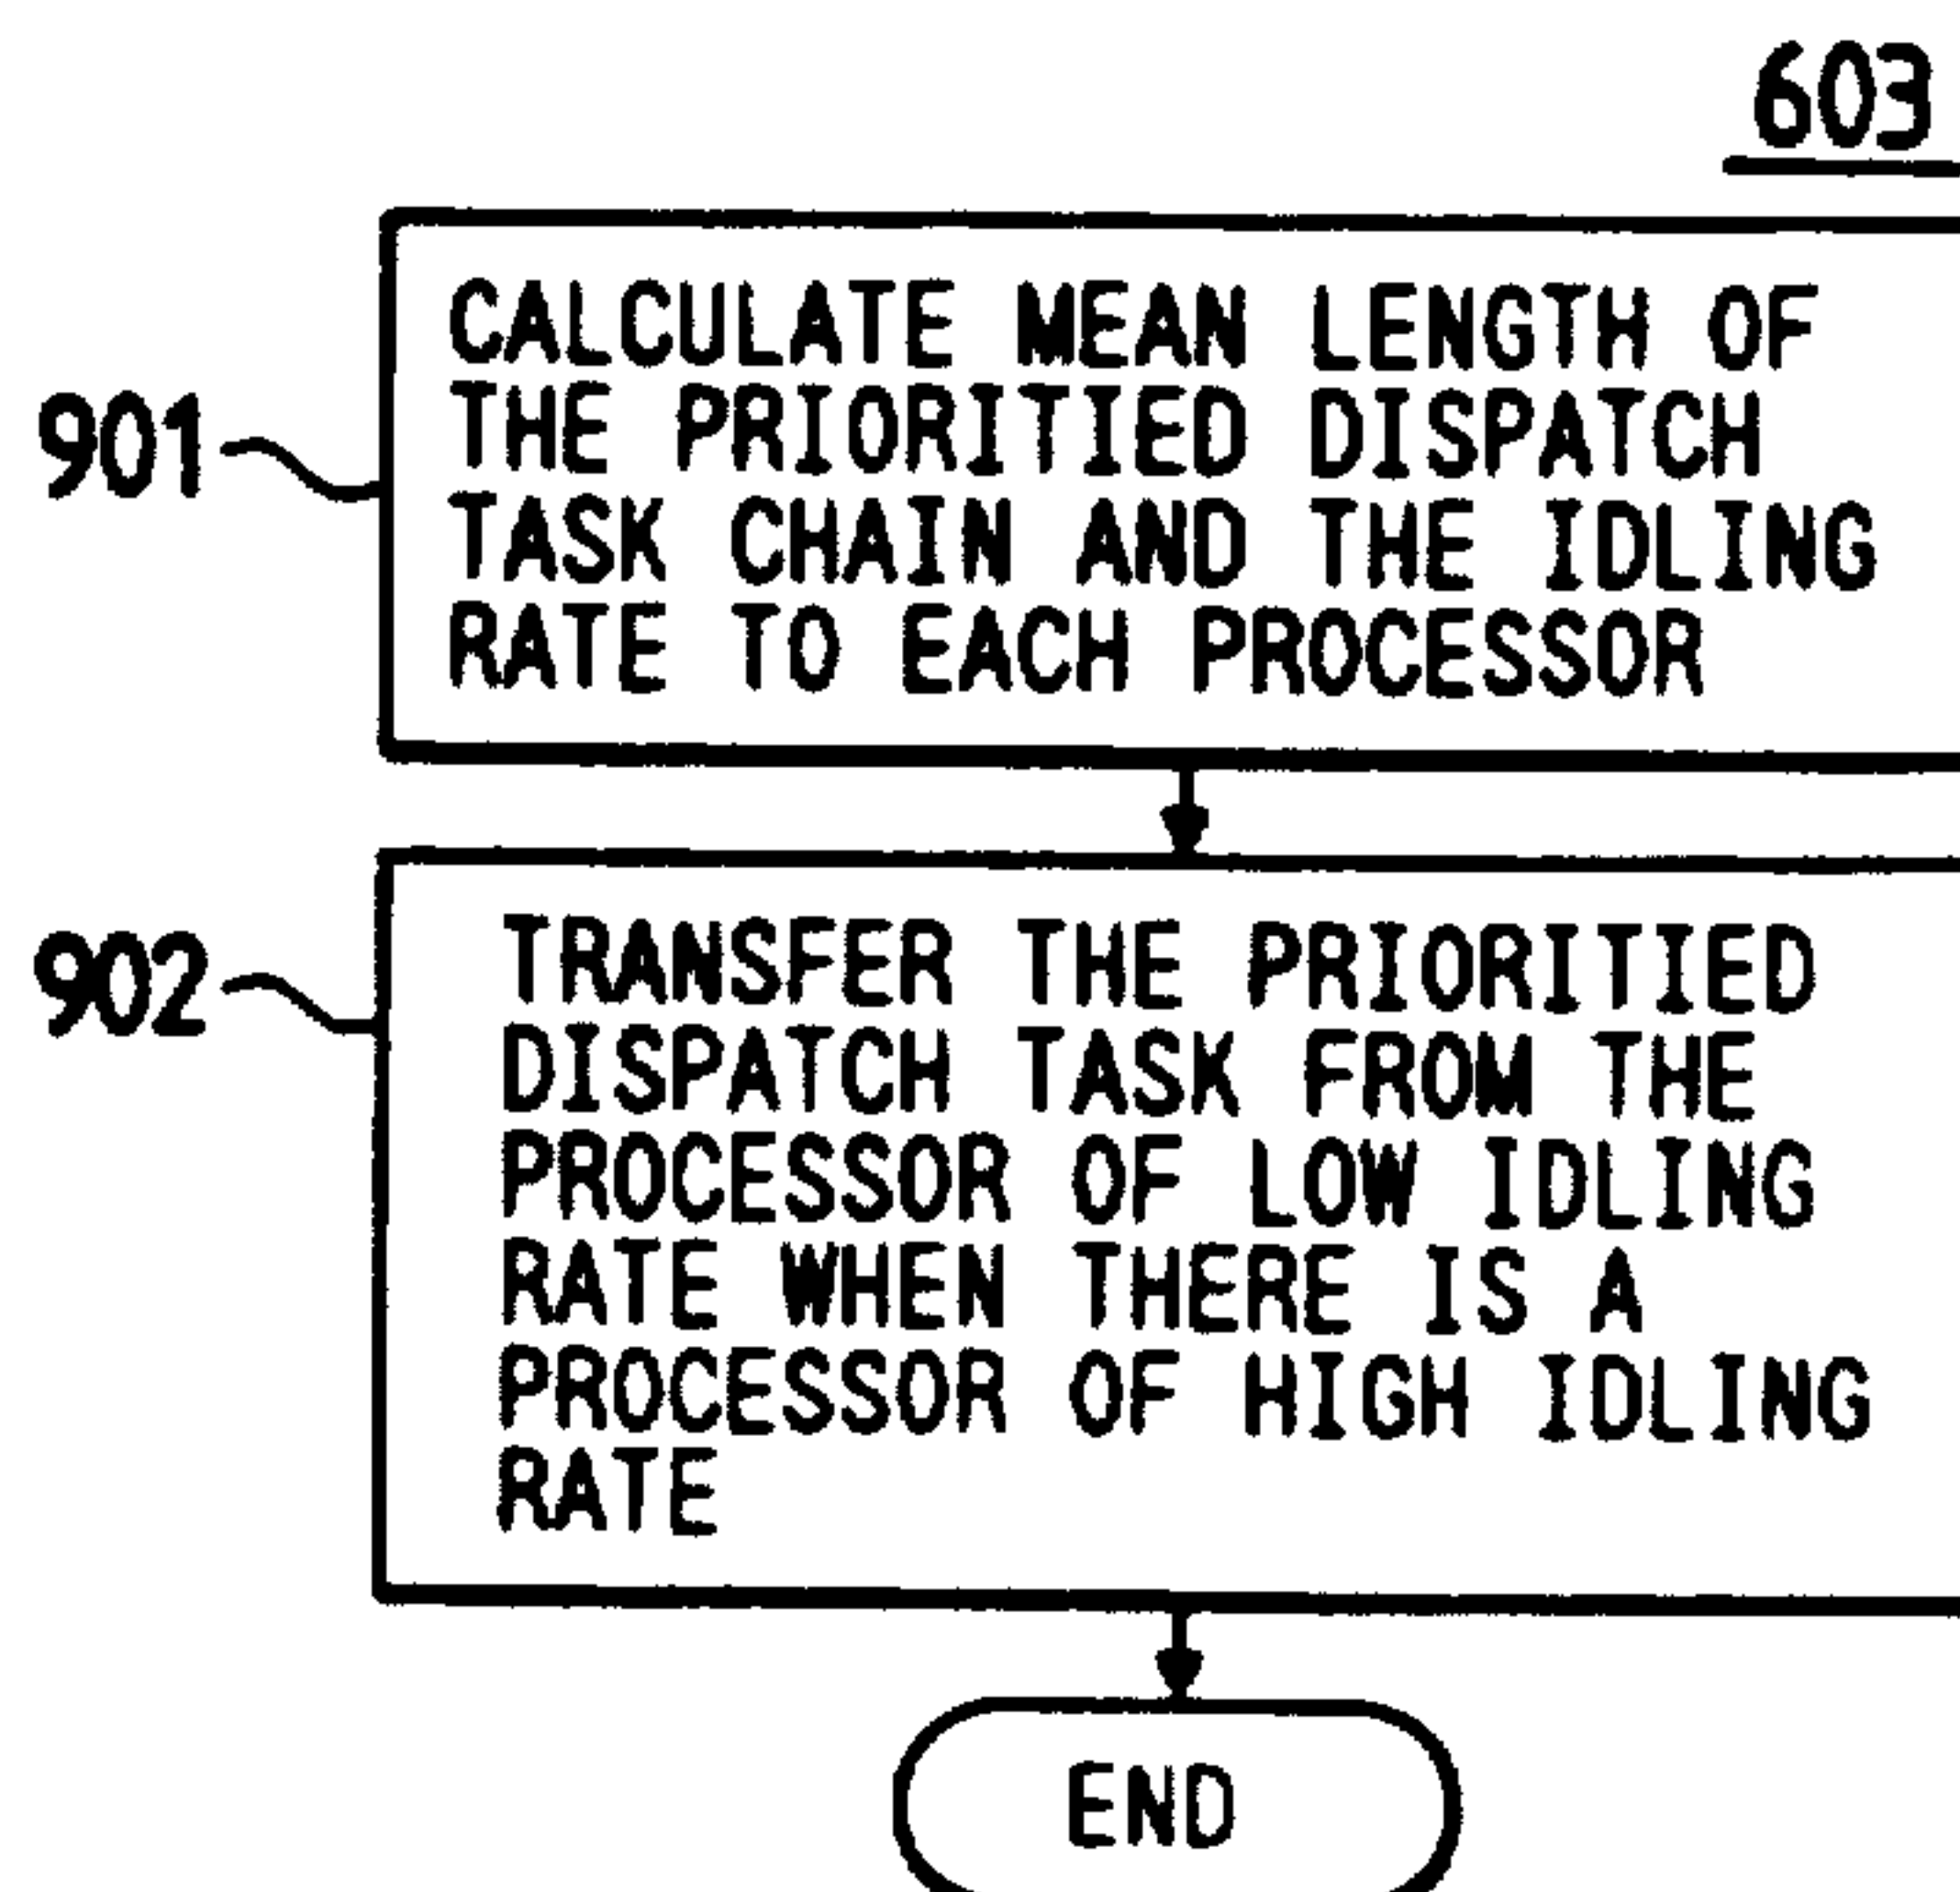 603
901
CALCULATE MEAN LENGTH OF
THE PRIORITIED DISPATCH
TASK CHAIN AND THE IDLING
RATE TO EACH PROCESSOR
902
TRANSFER THE PRIORITIED
DISPATCH TASK FROM THE
PROCESSOR OF LOW IDLING
RATE WHEN THERE IS A
PROCESSOR OF HIGH IDLING
RATE
END